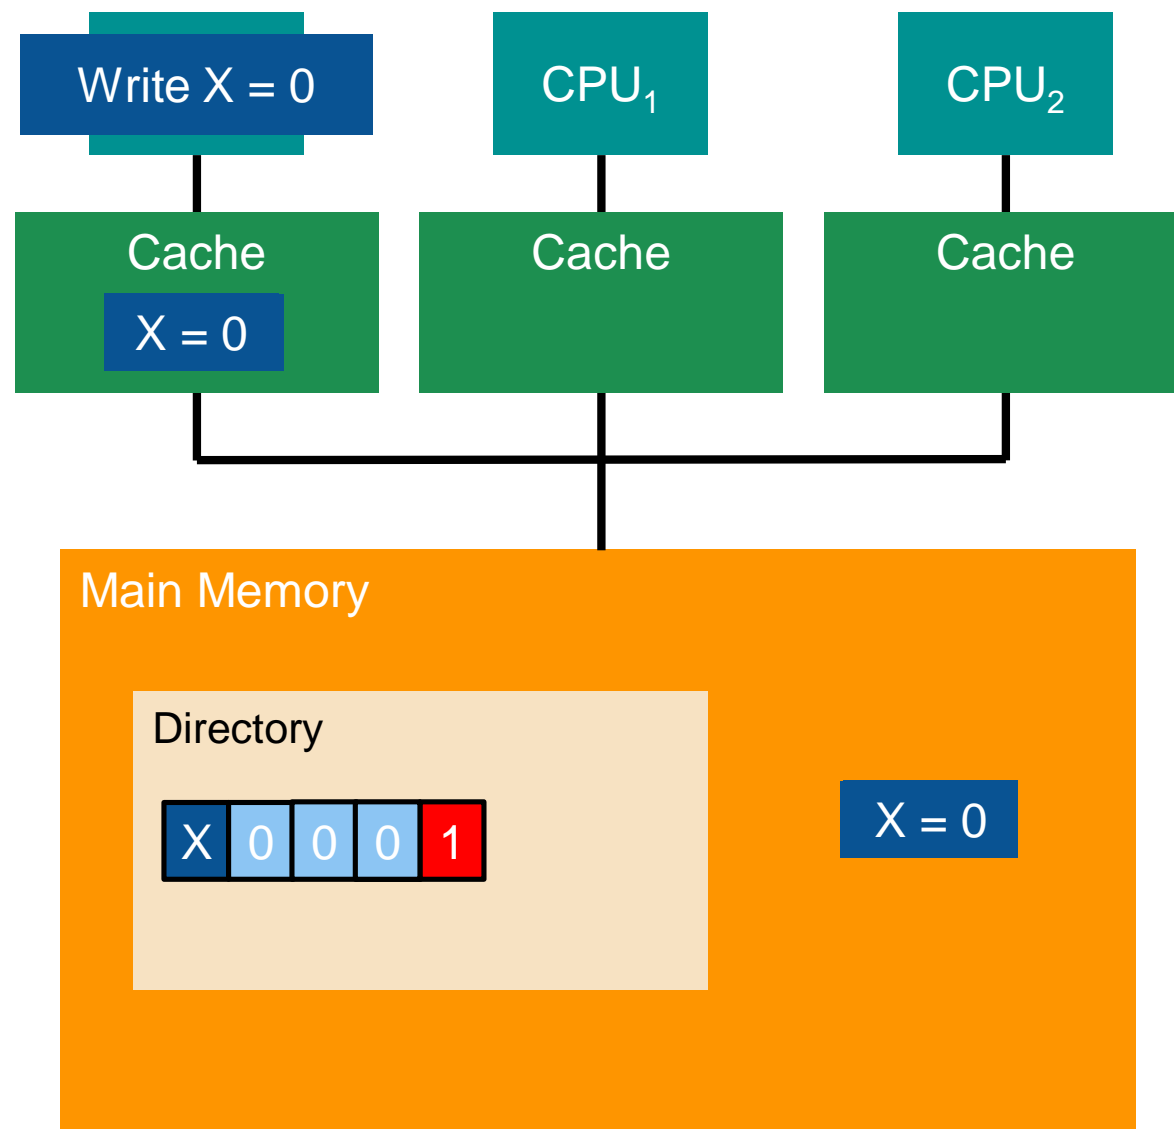 Write X = 0
CPU₁
CPU₂
Cache
Cache
Cache
X = 0
Main Memory
Directory
X 0 0 0 1
X = 0